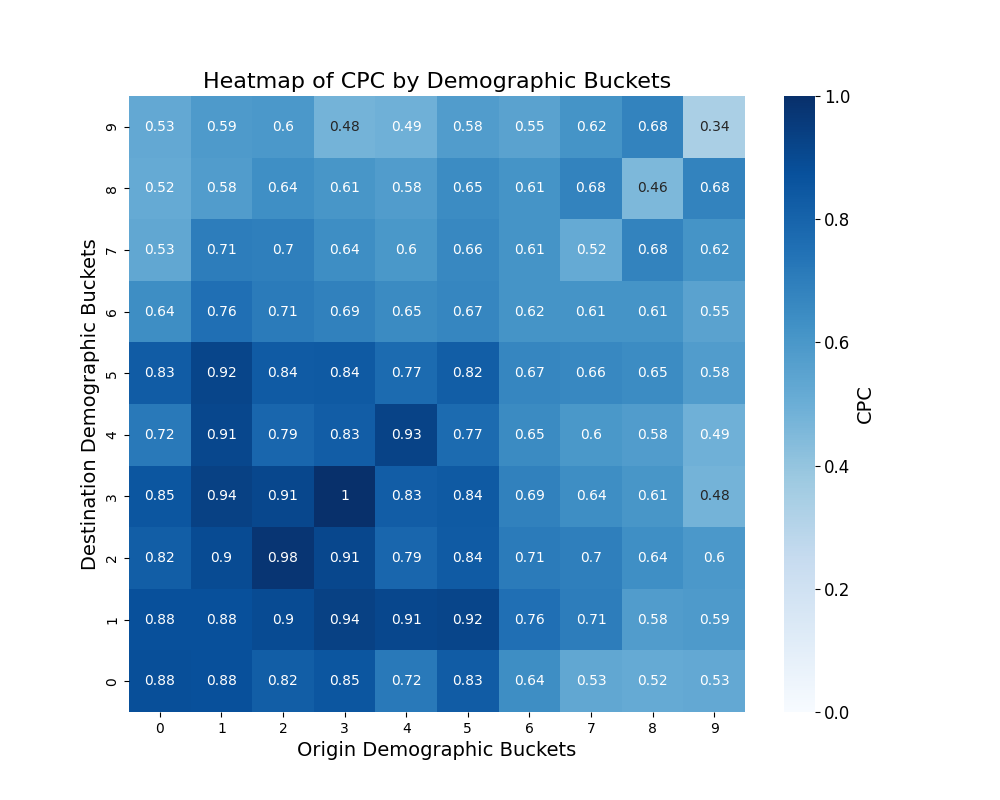 Heatmap of CPC by Demographic Buckets
9 0.53 0.59 0.6 0.48 0.49 0.58 0.55 0.62 0.68 0.34
8 0.52 0.58 0.64 0.61 0.58 0.65 0.61 0.68 0.46 0.68
7 0.53 0.71 0.7 0.64 0.6 0.66 0.61 0.52 0.68 0.62
6 0.64 0.76 0.71 0.69 0.65 0.67 0.62 0.61 0.61 0.55
5 0.83 0.92 0.84 0.84 0.77 0.82 0.67 0.66 0.65 0.58
4 0.72 0.91 0.79 0.83 0.93 0.77 0.65 0.6 0.58 0.49
3 0.85 0.94 0.91 1 0.83 0.84 0.69 0.64 0.61 0.48
2 0.82 0.9 0.98 0.91 0.79 0.84 0.71 0.7 0.64 0.6
1 0.88 0.88 0.9 0.94 0.91 0.92 0.76 0.71 0.58 0.59
0 0.88 0.88 0.82 0.85 0.72 0.83 0.64 0.53 0.52 0.53
0 1 2 3 4 5 6 7 8 9
Origin Demographic Buckets
Destination Demographic Buckets
1.0
0.8
0.6
0.4
0.2
0.0
CPC